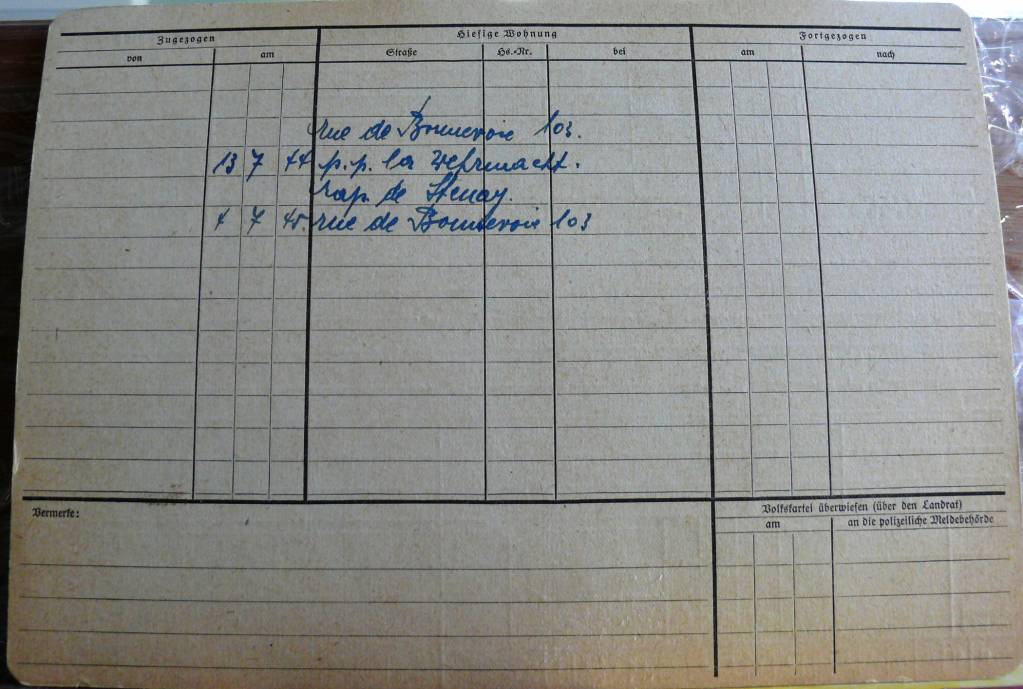 Zugezogen Hiesige Wohnung Fortgezogen
von am Straße Hs.-Nr. bei am nach
rue de Bonnevoie 103.
13 7 44 p.p. la Wehrmacht.
rap. de Stenay.
4 7 45. rue de Bonnevoie 103
Vermerke:
Volkskartei überwiesen (über den Landrat)
am an die polizeiliche Meldebehörde